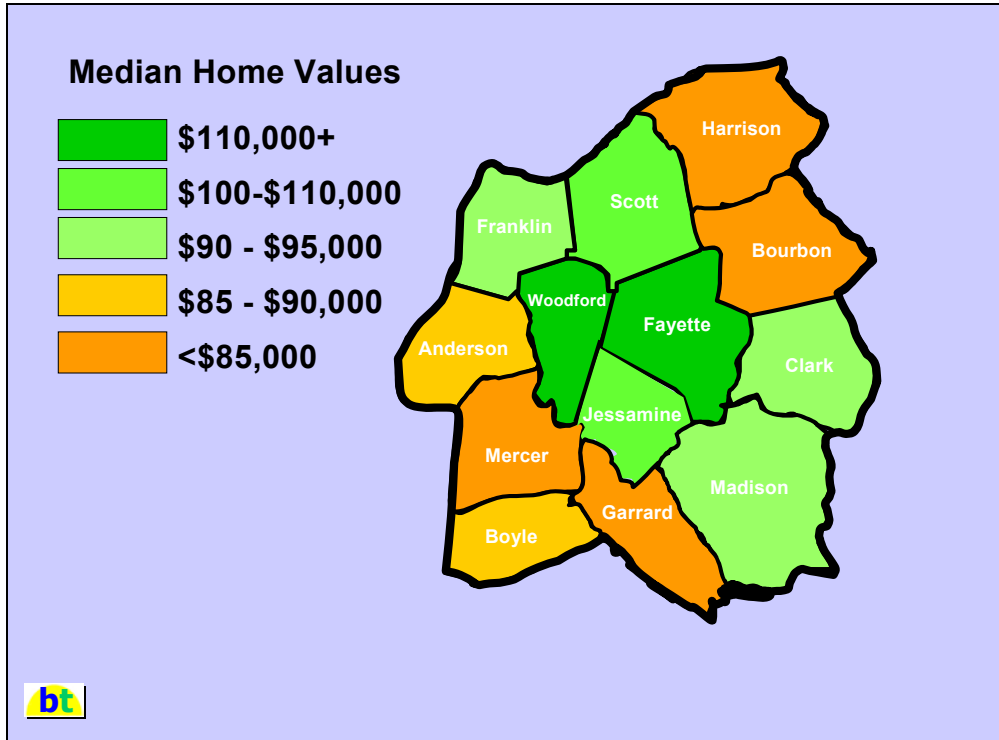 Median Home Values
$110,000+
$100-$110,000
$90 - $95,000
$85 - $90,000
<$85,000
Harrison
Scott
Franklin
Bourbon
Woodford
Fayette
Anderson
Clark
Jessamine
Mercer
Madison
Garrard
Boyle
bt